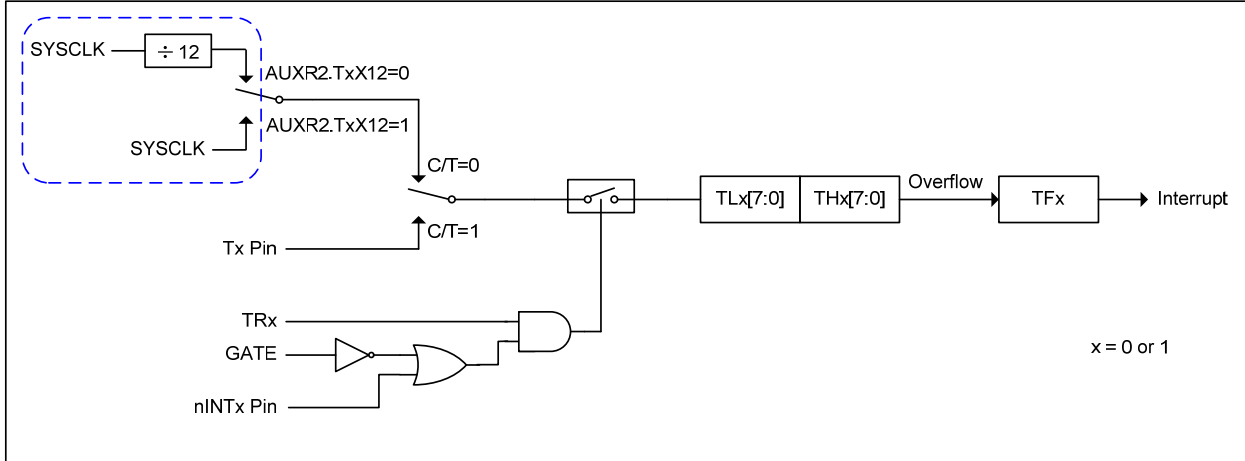 SYSCLK
÷ 12
AUXR2.TxX12=0
AUXR2.TxX12=1
SYSCLK
C/T=0
TLx[7:0]
THx[7:0]
Overflow
TFx
Interrupt
C/T=1
Tx Pin
TRx
GATE
x = 0 or 1
nINTx Pin